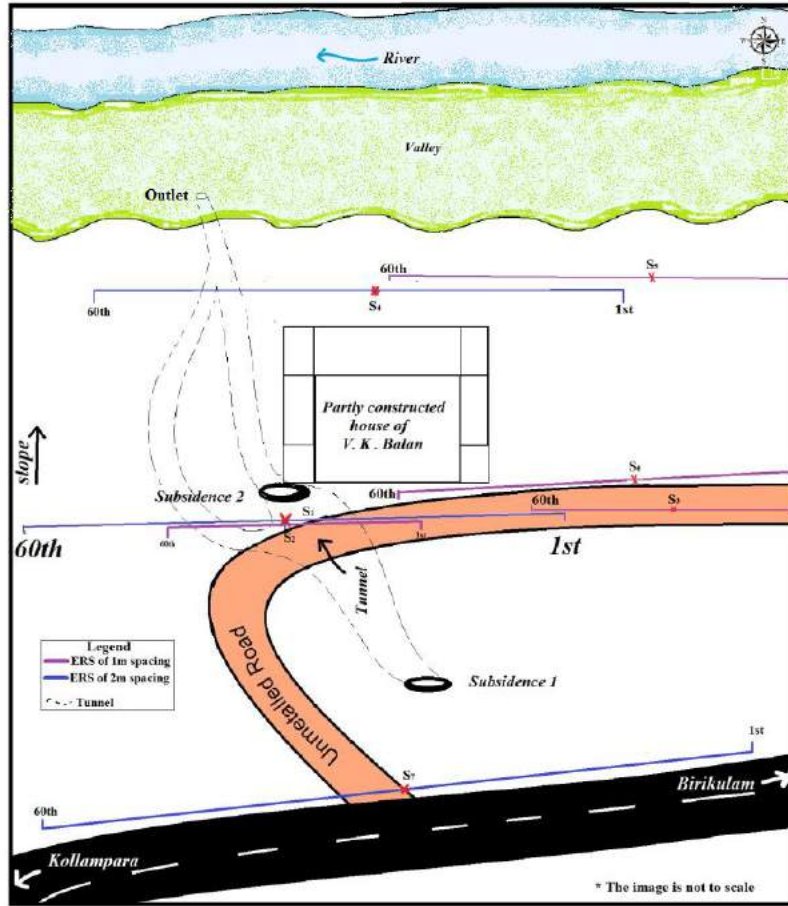 N
W
E
S
River
Valley
Outlet
60th
S5
60th
S4
1st
Partly constructed
house of
V. K. Balan
slope
Subsidence 2
S6
60th
60th
S3
S1
60th
60th
S2
1st
1st
Tunnel
Legend
ERS of 1m spacing
ERS of 2m spacing
Tunnel
Unmetalled Road
Subsidence 1
1st
S7
60th
Birikulam
Kollampara
* The image is not to scale